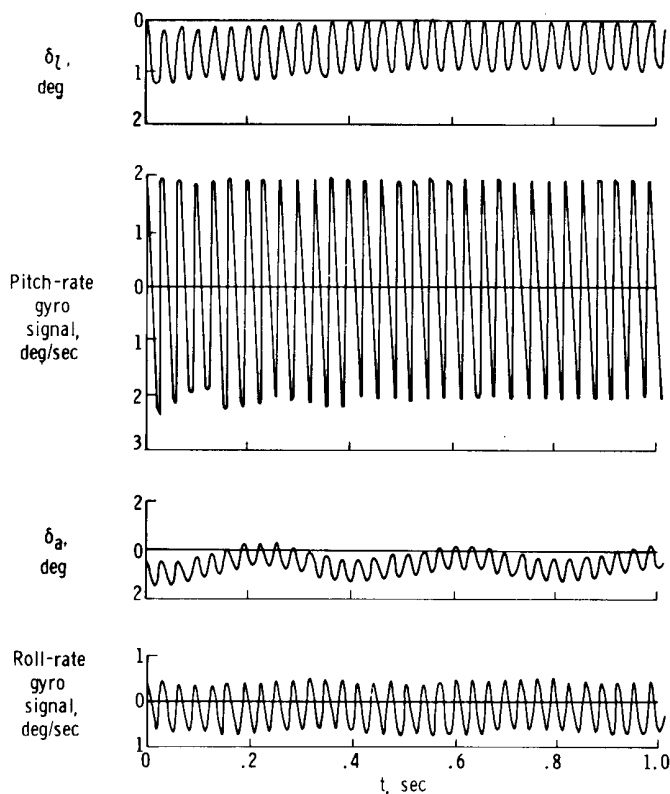 0
δl,
deg
1
2
2
1
Pitch-rate
gyro
signal,
deg/sec
0
1
2
3
2
δa,
deg
0
2
Roll-rate
gyro
signal,
deg/sec
1
0
1
0 .2 .4 .6 .8 1.0
t, sec